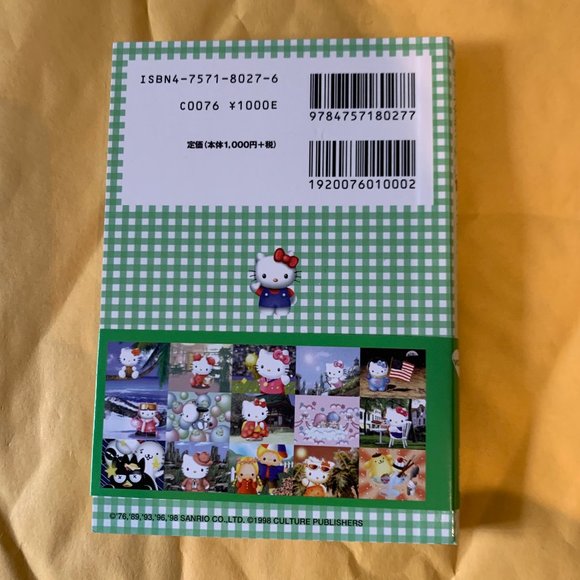 ISBN4-7571-8027-6
C0076 ¥1000E
定価(本体1,000円+税)
9784757180277
1920076010002
©'76,'89,'93,'96,'98 SANRIO CO.,LTD. ©1998 CULTURE PUBLISHERS